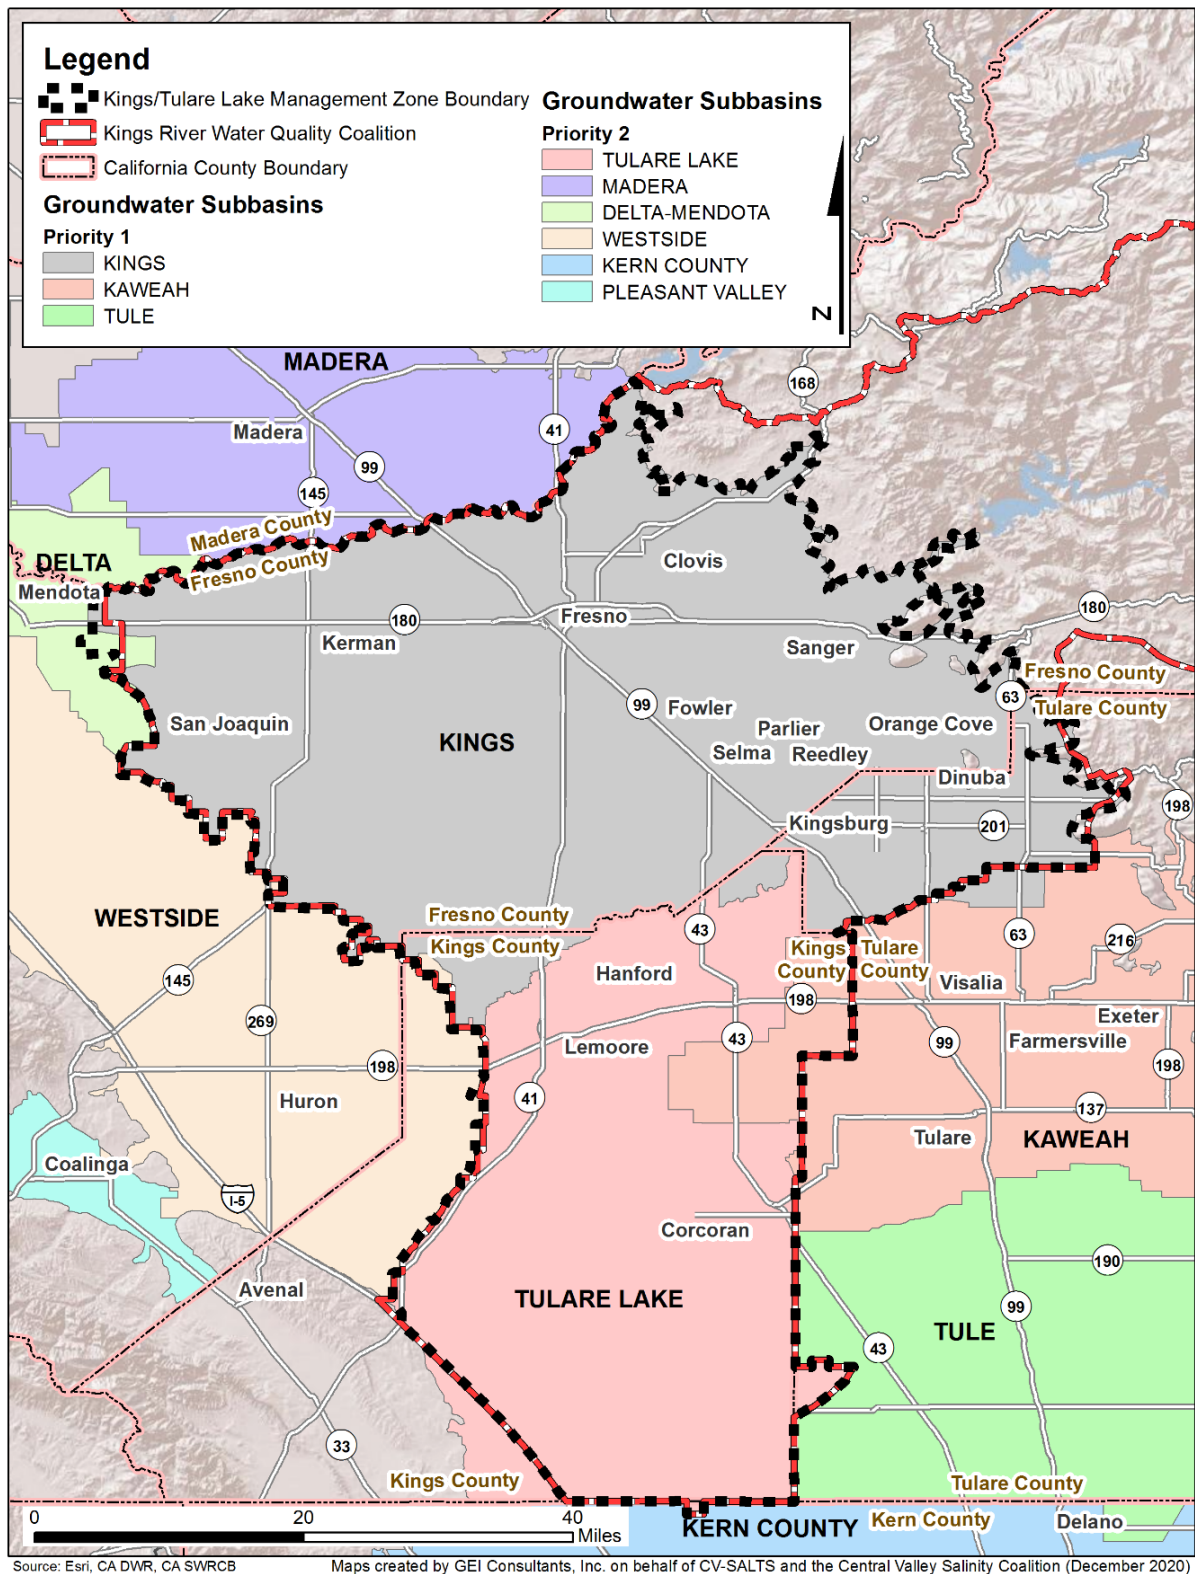 Legend
Kings/Tulare Lake Management Zone Boundary
Kings River Water Quality Coalition
California County Boundary
Groundwater Subbasins
Priority 1
KINGS
KAWEAH
TULE
Groundwater Subbasins
Priority 2
TULARE LAKE
MADERA
DELTA-MENDOTA
WESTSIDE
KERN COUNTY
PLEASANT VALLEY
N
MADERA
168
41
Madera
99
145
Madera County
Fresno County
DELTA
Mendota
Clovis
180
Fresno
180
Kerman
Sanger
Fresno County
63
Tulare County
99
Fowler
San Joaquin
Parlier
Orange Cove
KINGS
Selma
Reedley
Dinuba
198
Kingsburg
201
WESTSIDE
Fresno County
Kings County
43
63
216
Kings
County
Tulare
County
Hanford
145
Visalia
198
269
Exeter
43
99
Farmersville
Lemoore
198
198
Huron
41
137
Tulare
KAWEAH
Coalinga
I-5
Corcoran
190
Avenal
TULARE LAKE
99
TULE
43
33
Kings County
Tulare County
0
20
40
Miles
KERN COUNTY
Kern County
Delano
Source: Esri, CA DWR, CA SWRCB
Maps created by GEI Consultants, Inc. on behalf of CV-SALTS and the Central Valley Salinity Coalition (December 2020)